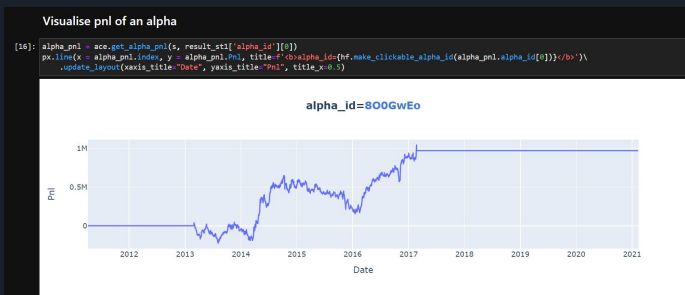 Visualise pnl of an alpha
[16]: alpha_pnl = ace.get_alpha_pnl(s, result_st1['alpha_id'][0])
px.line(x = alpha_pnl.index, y = alpha_pnl.Pnl, title=f'<b>alpha_id={hf.make_clickable_alpha_id(alpha_pnl.alpha_id[0])}</b>')\
.update_layout(xaxis_title="Date", yaxis_title="Pnl", title_x=0.5)
alpha_id=8O0GwEo
1M
0.5M
0
Pnl
2012 2013 2014 2015 2016 2017 2018 2019 2020 2021
Date